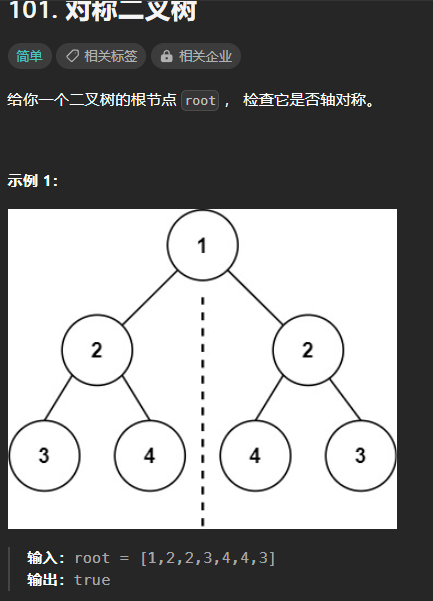 101. 对称二叉树
简单 相关标签 相关企业
给你一个二叉树的根节点 root ， 检查它是否轴对称。
示例 1：
1
2 2
3 4 4 3
输入：root = [1,2,2,3,4,4,3]
输出：true